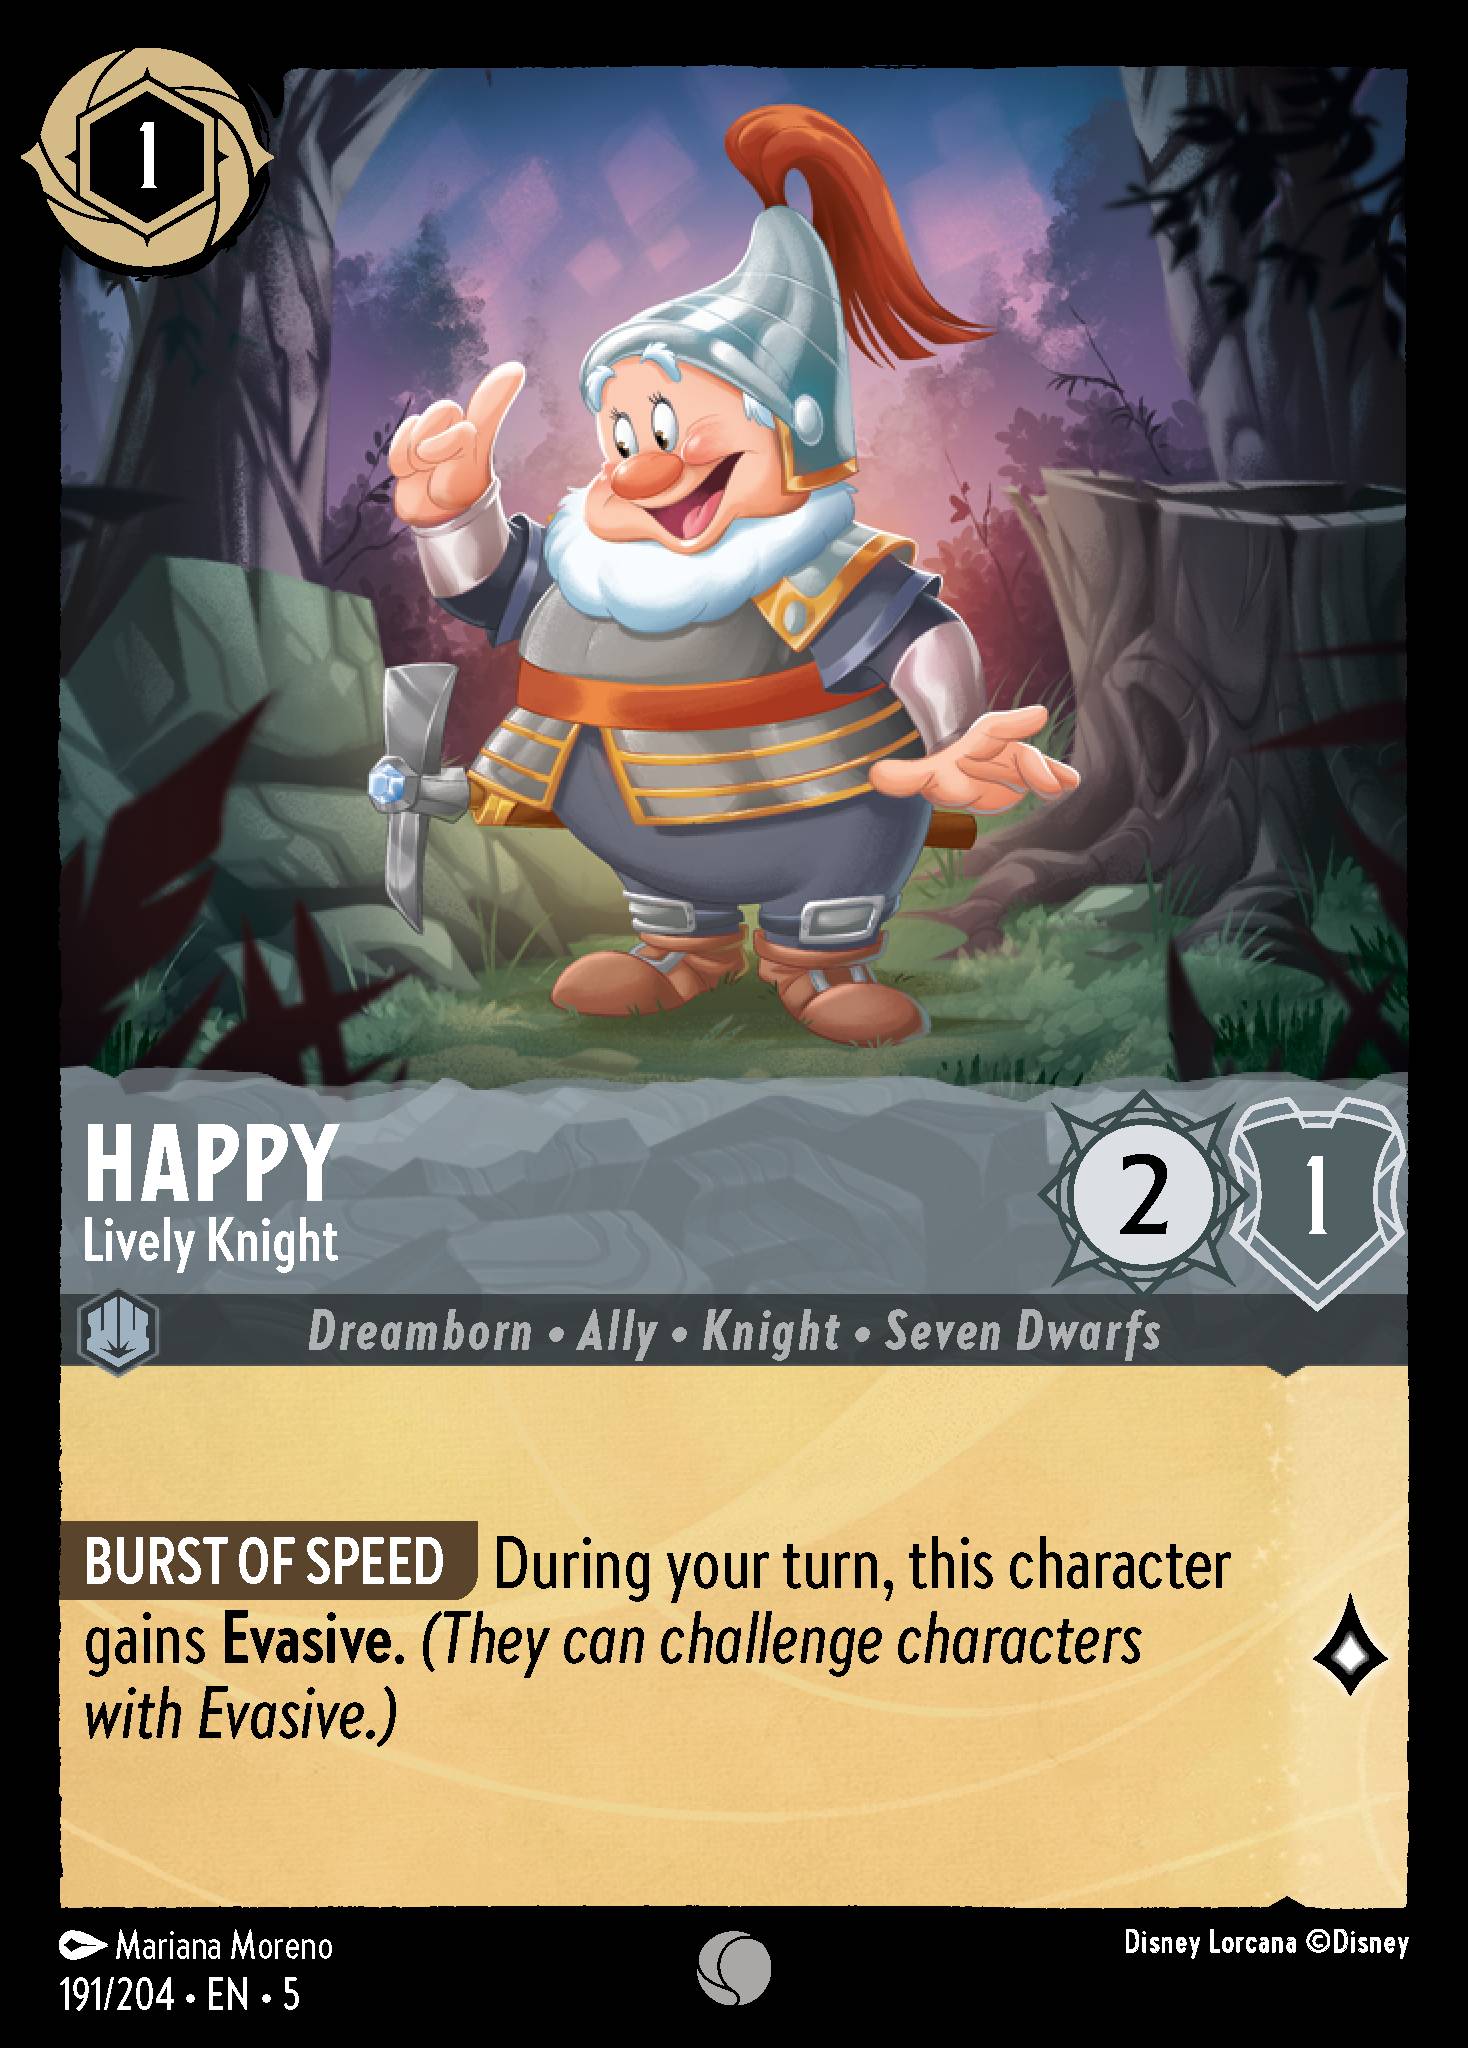 1
HAPPY
Lively Knight
2 1
Dreamborn • Ally • Knight • Seven Dwarfs
BURST OF SPEED During your turn, this character
gains Evasive. (They can challenge characters
with Evasive.)
Mariana Moreno
Disney Lorcana ©Disney
191/204 • EN • 5